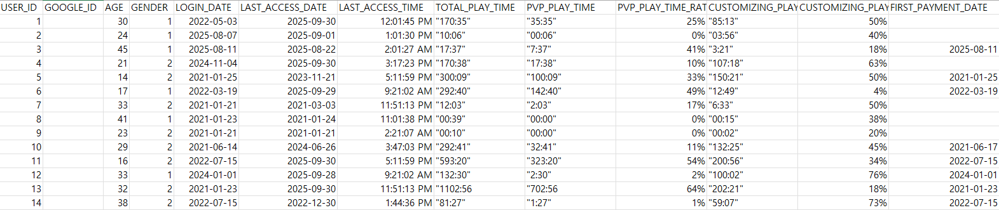 USER_ID GOOGLE_ID AGE GENDER LOGIN_DATE LAST_ACCESS_DATE LAST_ACCESS_TIME TOTAL_PLAY_TIME PVP_PLAY_TIME PVP_PLAY_TIME_RAT CUSTOMIZING_PLAY CUSTOMIZING_PLAY FIRST_PAYMENT_DATE
1 30 1 2022-05-03 2025-09-30 12:01:45 PM "170:35" "35:35" 25% "85:13" 50%
2 24 1 2025-08-07 2025-09-01 1:01:30 PM "10:06" "00:06" 0% "03:56" 40%
3 45 1 2025-08-11 2025-08-22 2:01:27 AM "17:37" "7:37" 41% "3:21" 18% 2025-08-11
4 21 2 2024-11-04 2025-09-30 3:17:23 PM "170:38" "17:38" 10% "107:18" 63%
5 14 2 2021-01-25 2023-11-21 5:11:59 PM "300:09" "100:09" 33% "150:21" 50% 2021-01-25
6 17 1 2022-03-19 2025-09-29 9:21:02 AM "292:40" "142:40" 49% "12:49" 4% 2022-03-19
7 33 2 2021-01-21 2021-03-03 11:51:13 PM "12:03" "2:03" 17% "6:33" 50%
8 41 1 2021-01-23 2021-01-24 11:01:38 PM "00:39" "00:00" 0% "00:15" 38%
9 23 2 2021-01-21 2021-01-21 2:21:07 AM "00:10" "00:00" 0% "00:02" 20%
10 29 2 2021-06-14 2024-06-26 3:47:03 PM "292:41" "32:41" 11% "132:25" 45% 2021-06-17
11 16 2 2022-07-15 2025-09-30 5:11:59 PM "593:20" "323:20" 54% "200:56" 34% 2022-07-15
12 33 1 2024-01-01 2025-09-28 9:21:02 AM "132:30" "2:30" 2% "100:02" 76% 2024-01-01
13 32 2 2021-01-23 2025-09-30 11:51:13 PM "1102:56 "702:56 64% "202:21" 18% 2021-01-23
14 38 2 2022-07-15 2022-12-30 1:44:36 PM "81:27" "1:27" 1% "59:07" 73% 2022-07-15